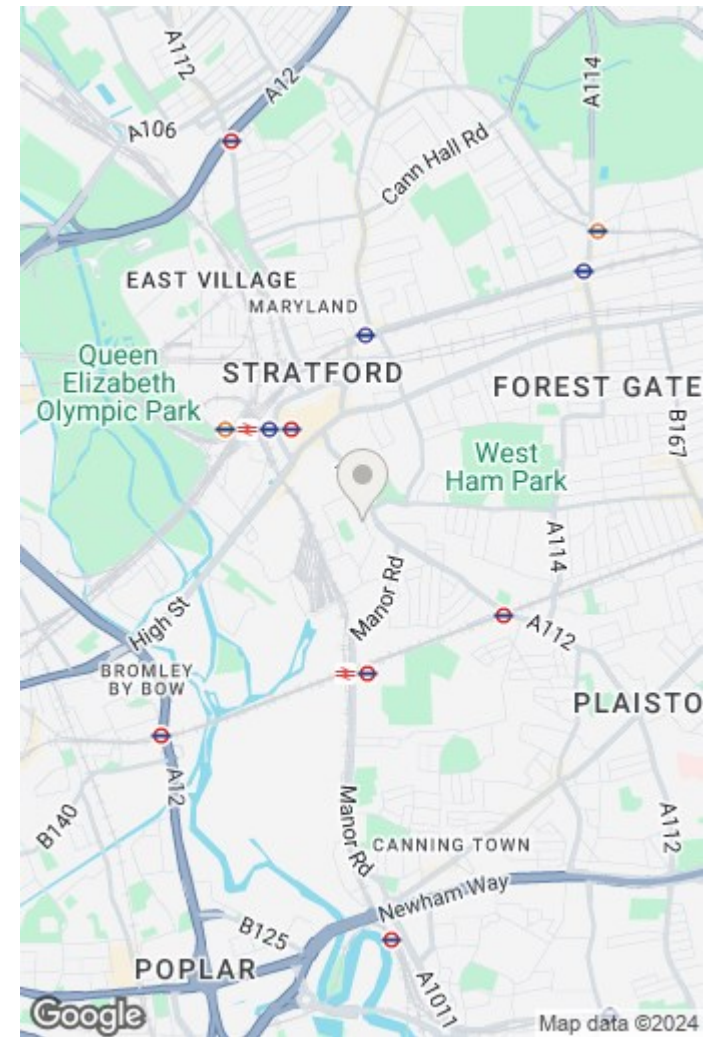 A112
A12
A114
A106
Cann Hall Rd
EAST VILLAGE
MARYLAND
Queen
Elizabeth
Olympic Park
STRATFORD
FOREST GATE
B167
West
Ham Park
A114
Manor Rd
High St
A112
BROMLEY
BY BOW
PLAISTO
A12
B140
Manor Rd
A112
CANNING TOWN
Newham Way
B125
POPLAR
A1011
Google
Map data ©2024